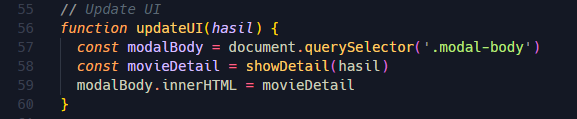 55 // Update UI
56 function updateUI(hasil) {
57 const modalBody = document.querySelector('.modal-body')
58 const movieDetail = showDetail(hasil)
59 modalBody.innerHTML = movieDetail
60 }